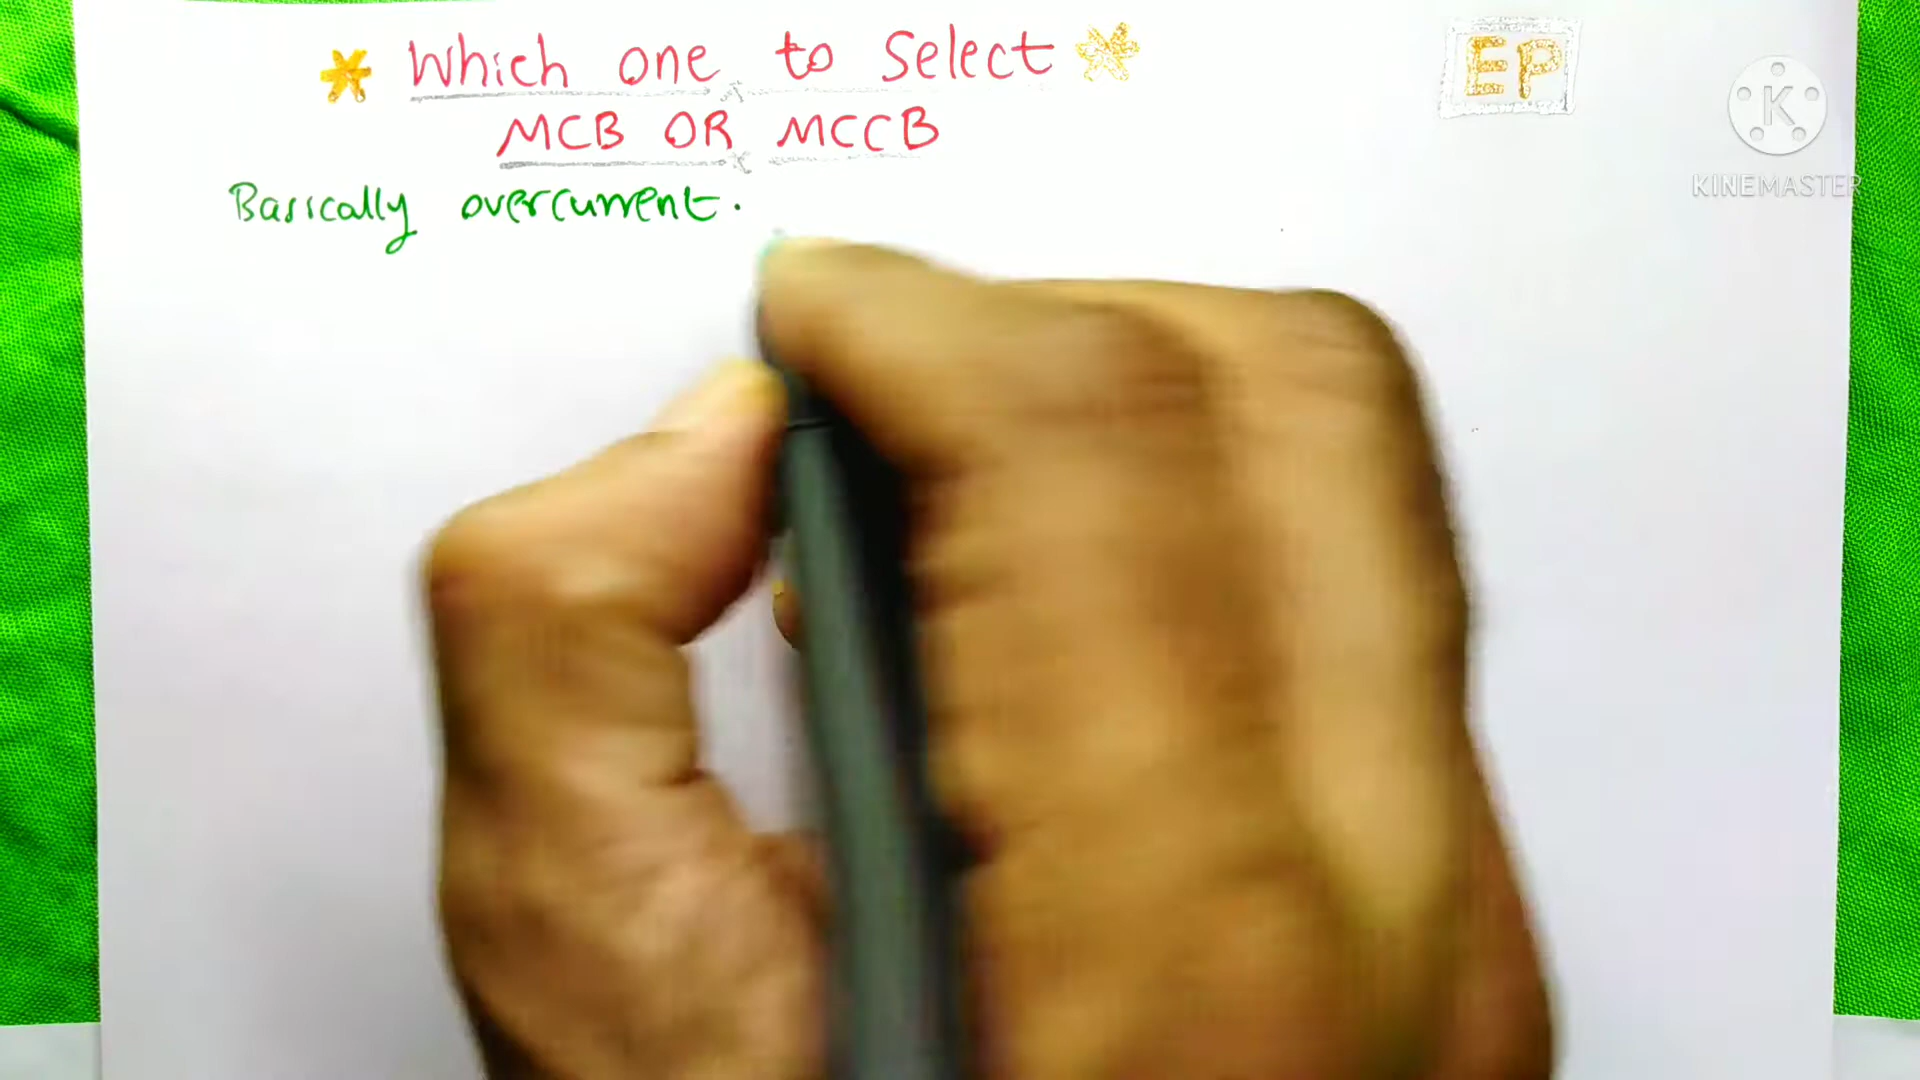 * Which one to Select *
MCB OR MCCB
EP
K
KINEMASTER
Basically overcurrent.